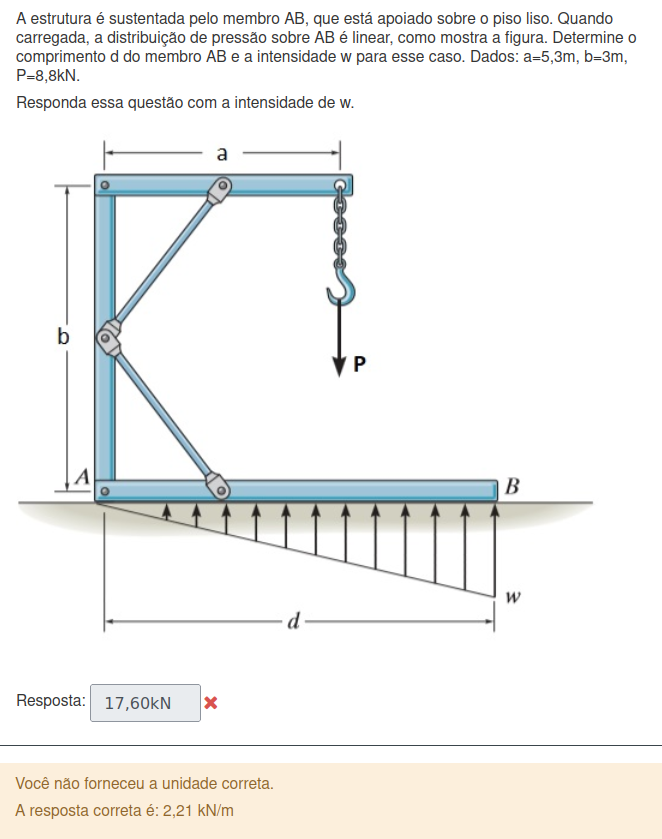 A estrutura é sustentada pelo membro AB, que está apoiado sobre o piso liso. Quando
carregada, a distribuição de pressão sobre AB é linear, como mostra a figura. Determine o
comprimento d do membro AB e a intensidade w para esse caso. Dados: a=5,3m, b=3m,
P=8,8kN.
Responda essa questão com a intensidade de w.
a
b
P
A
B
w
d
Resposta: 17,60kN
Você não forneceu a unidade correta.
A resposta correta é: 2,21 kN/m